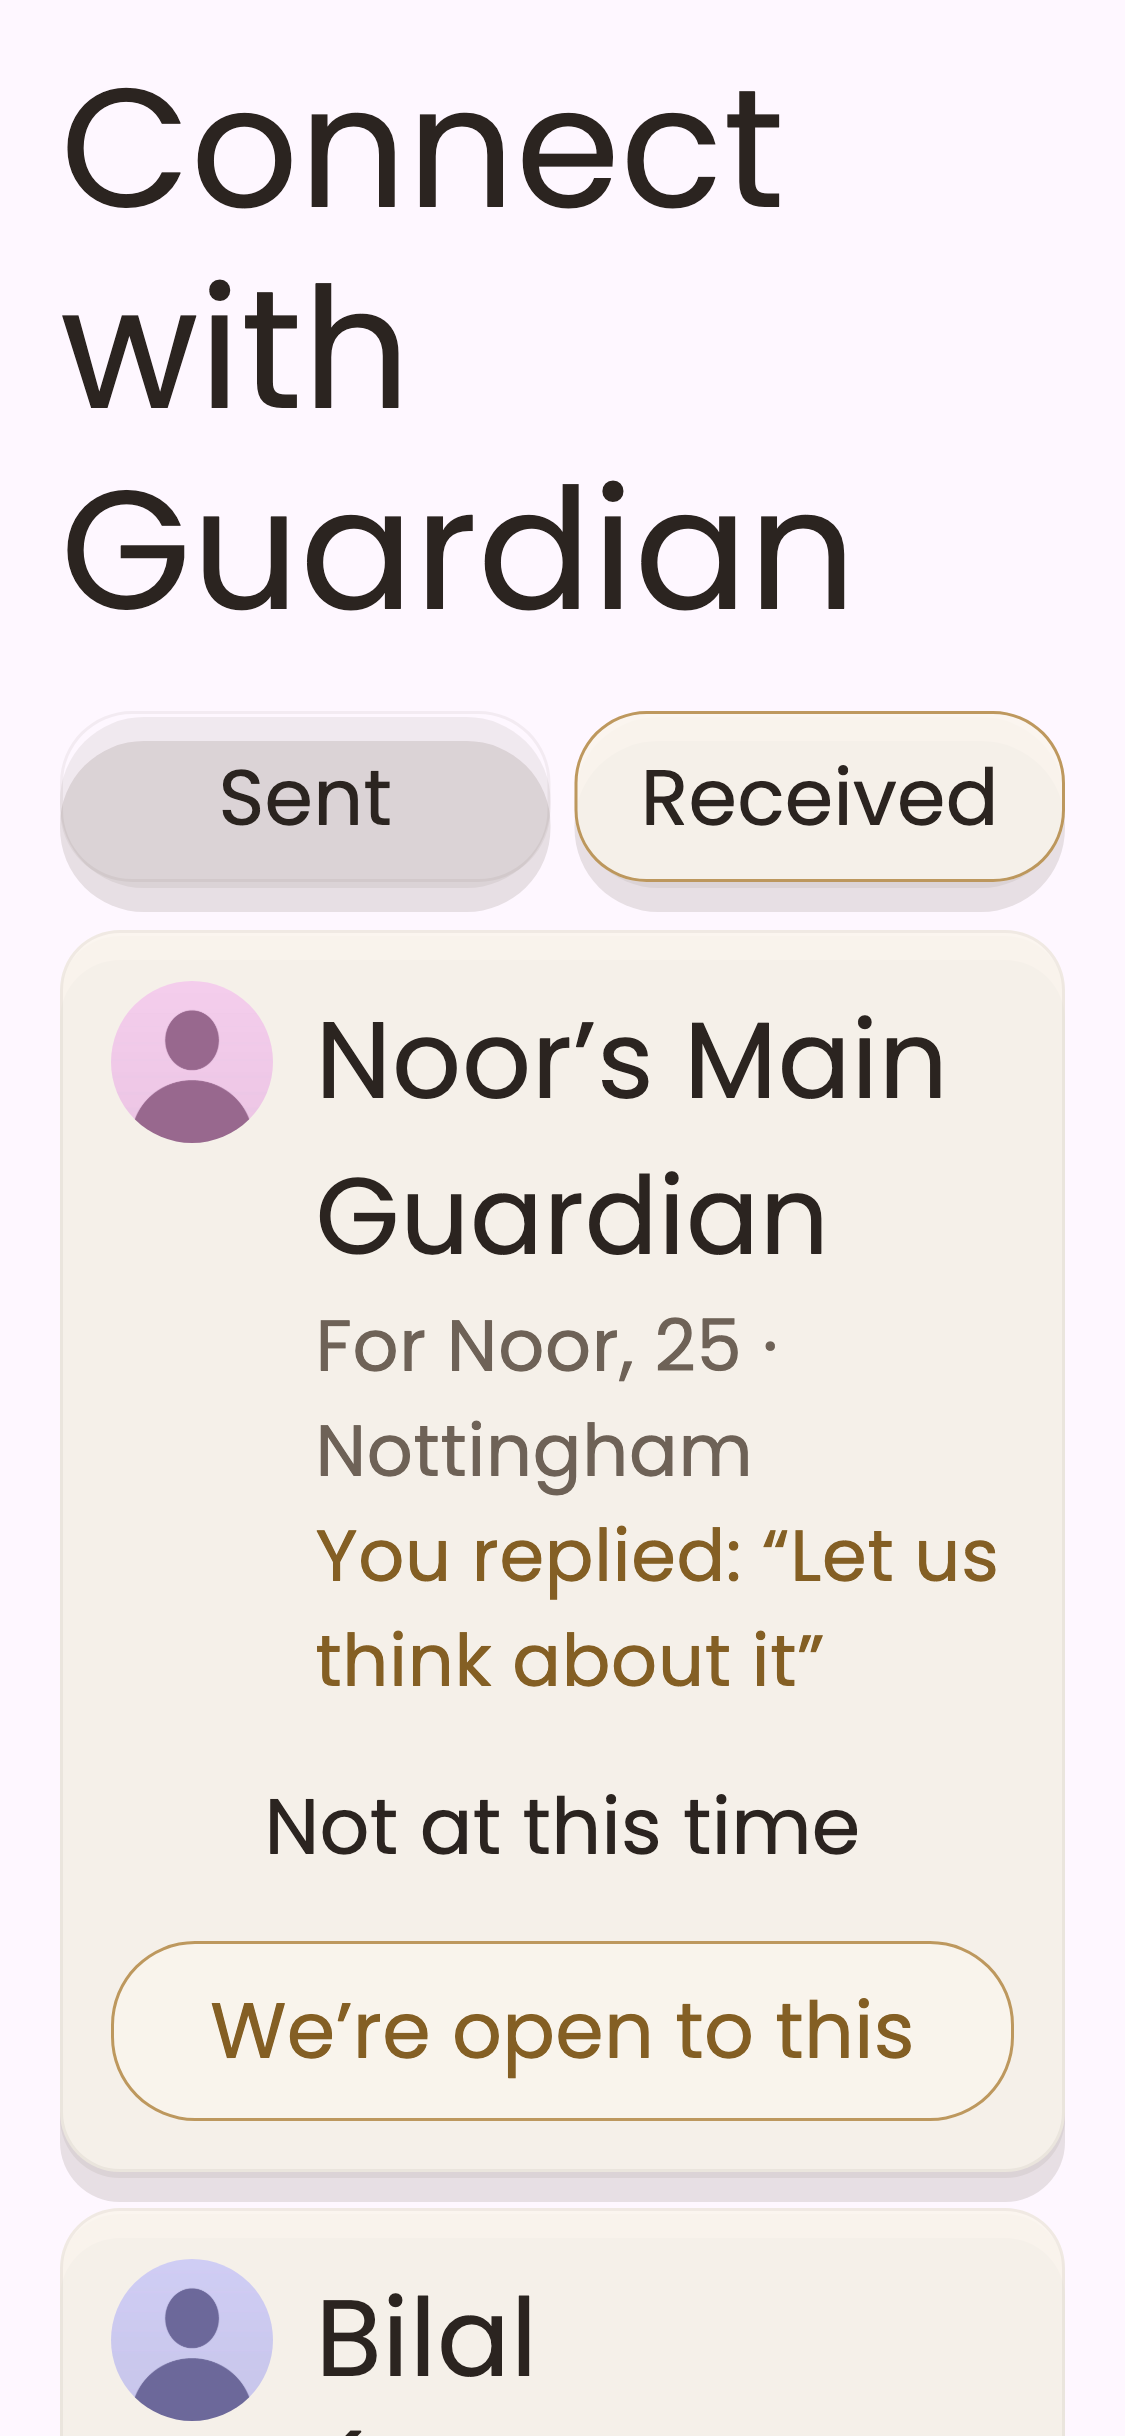 Connect
with
Guardian
Sent
Received
Noor’s Main
Guardian
For Noor, 25 ·
Nottingham
You replied: “Let us
think about it”
Not at this time
We’re open to this
Bilal